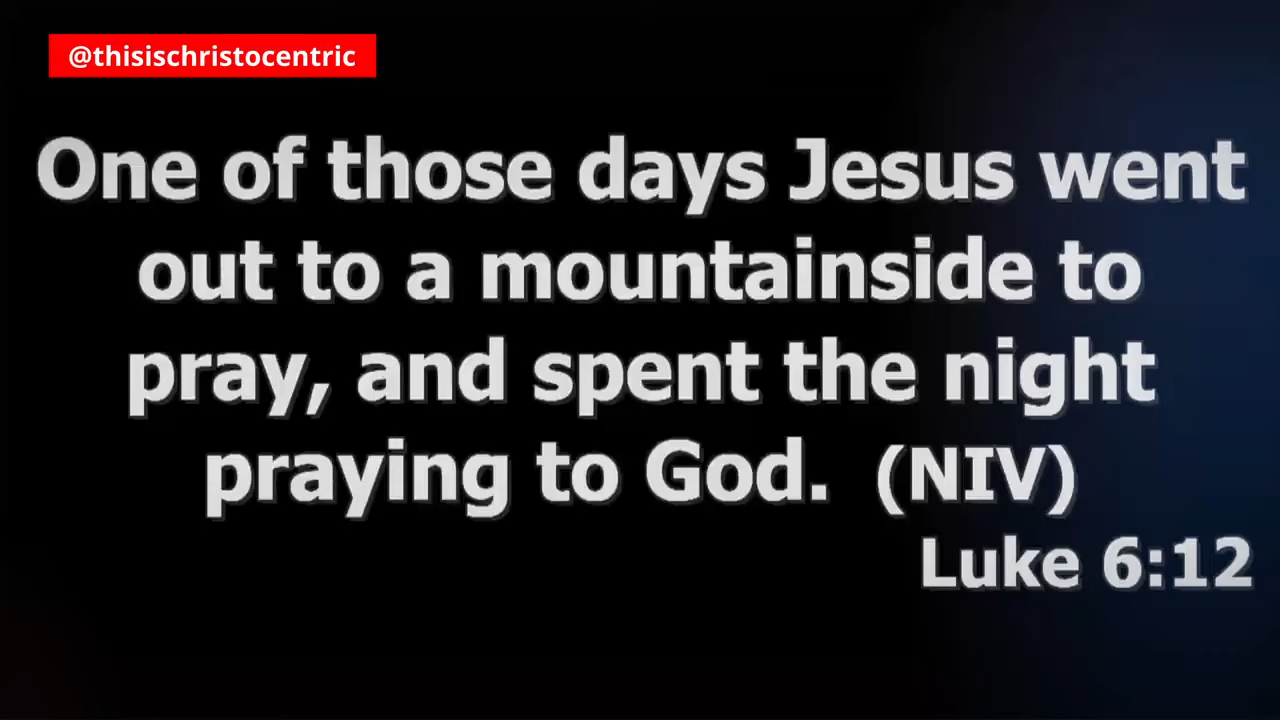 @thisischristocentric
One of those days Jesus went
out to a mountainside to
pray, and spent the night
praying to God. (NIV)
Luke 6:12